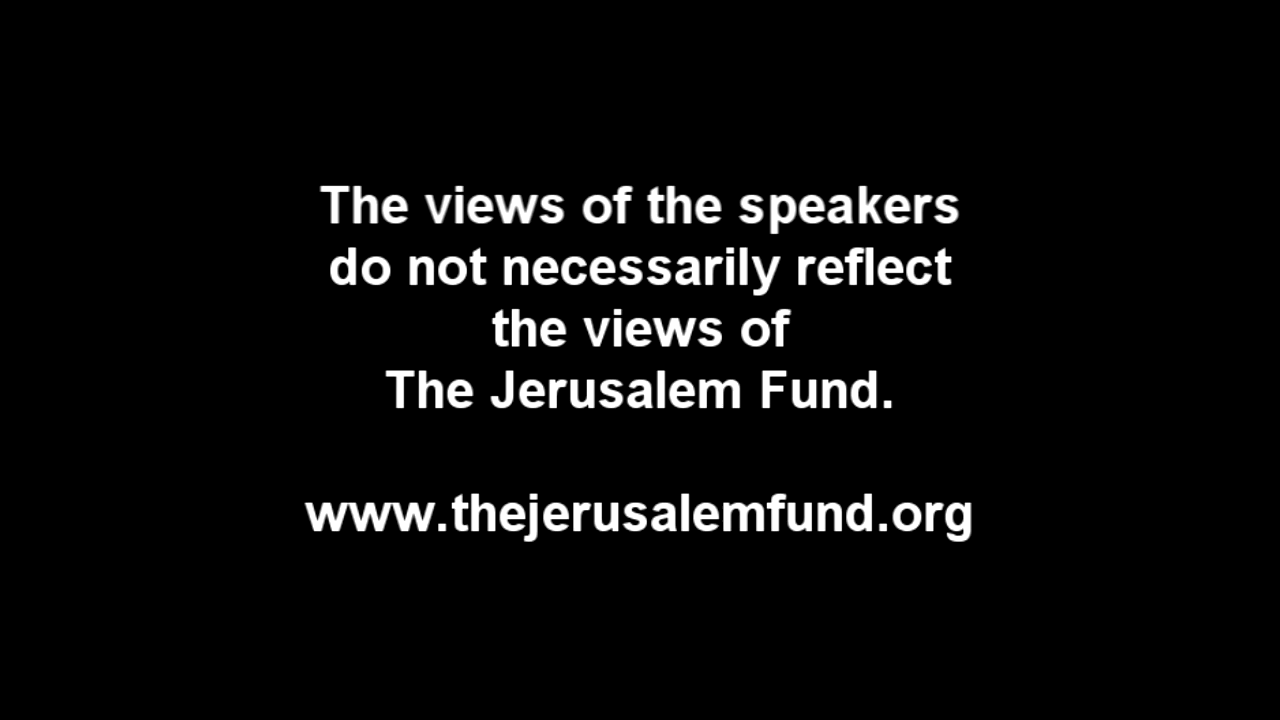 The views of the speakers
do not necessarily reflect
the views of
The Jerusalem Fund.
www.thejerusalemfund.org